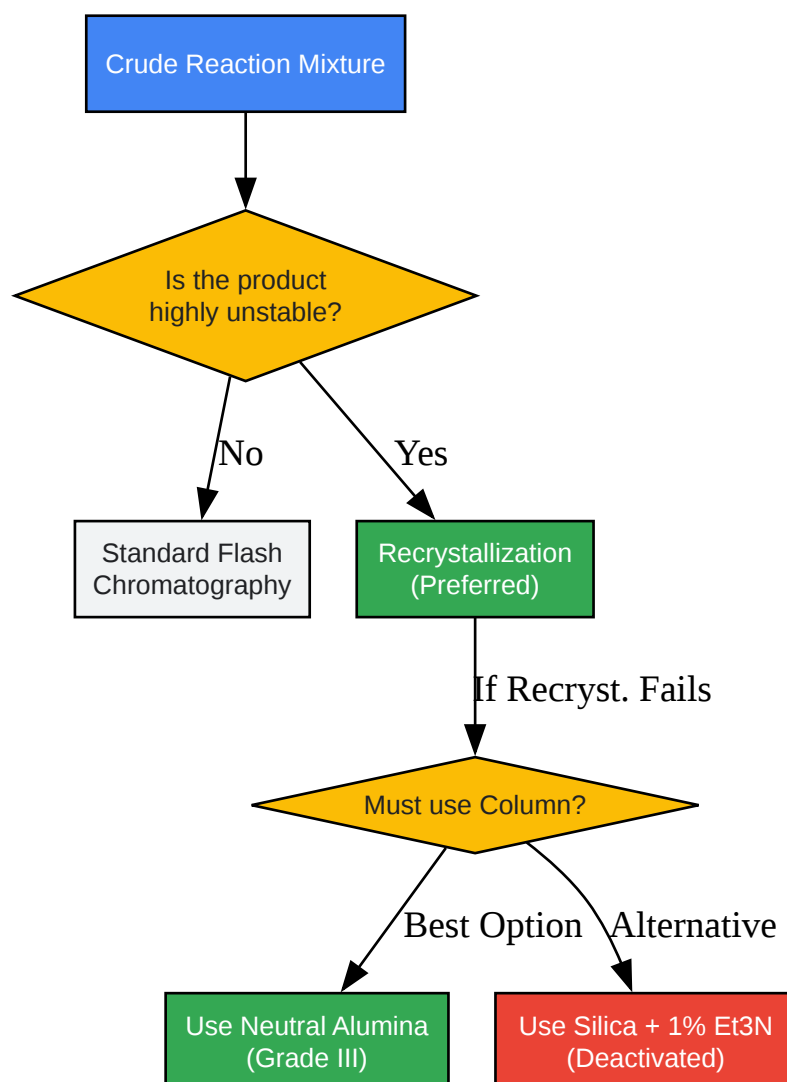 Crude Reaction Mixture
Is the product
highly unstable?
No
Yes
Standard Flash
Chromatography
Recrystallization
(Preferred)
If Recryst. Fails
Must use Column?
Best Option
Alternative
Use Neutral Alumina
(Grade III)
Use Silica + 1% Et3N
(Deactivated)